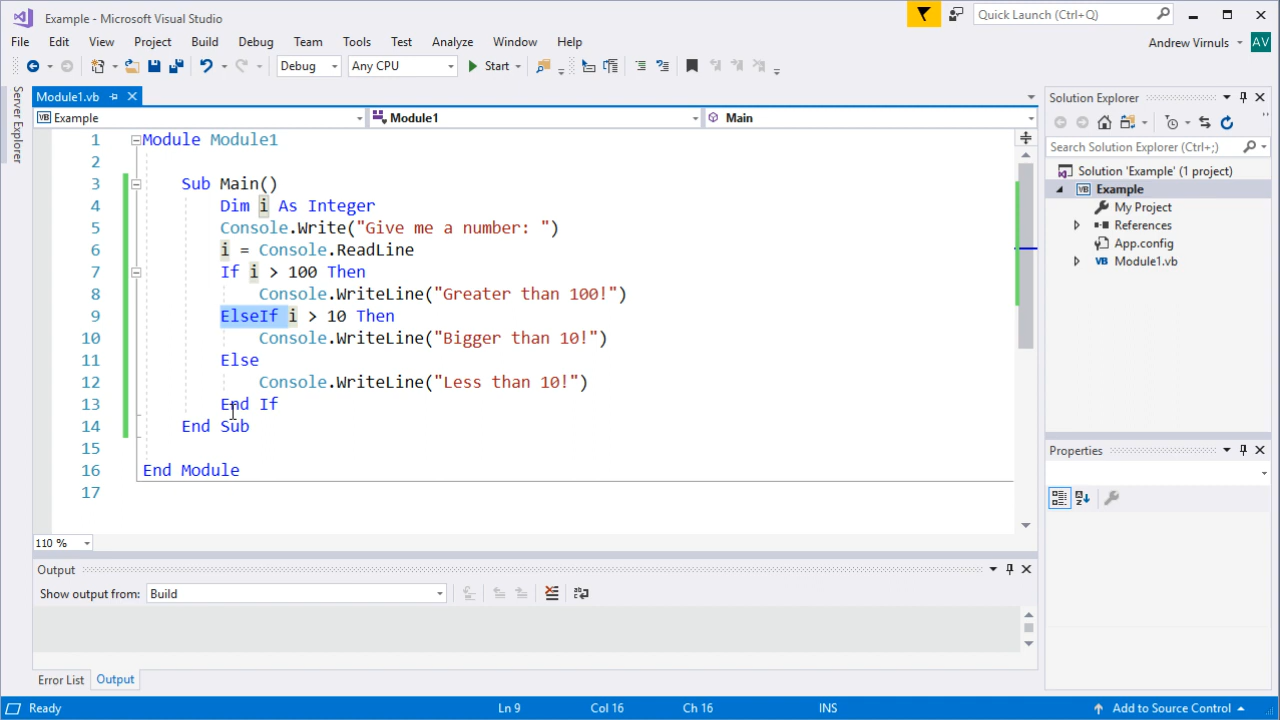 Example - Microsoft Visual Studio
Quick Launch (Ctrl+Q)
File Edit View Project Build Debug Team Tools Test Analyze Window Help
Andrew Virnuls AV
Debug Any CPU Start
Server Explorer
Module1.vb
Example Module1 Main
1 Module Module1
2
3 Sub Main()
4 Dim i As Integer
5 Console.Write("Give me a number: ")
6 i = Console.ReadLine
7 If i > 100 Then
8 Console.WriteLine("Greater than 100!")
9 ElseIf i > 10 Then
10 Console.WriteLine("Bigger than 10!")
11 Else
12 Console.WriteLine("Less than 10!")
13 End If
14 End Sub
15
16 End Module
17
110 %
Output
Show output from: Build
Error List Output
Solution Explorer
Search Solution Explorer (Ctrl+;)
Solution 'Example' (1 project)
VB Example
My Project
References
App.config
VB Module1.vb
Properties
Ready Ln 9 Col 16 Ch 16 INS Add to Source Control